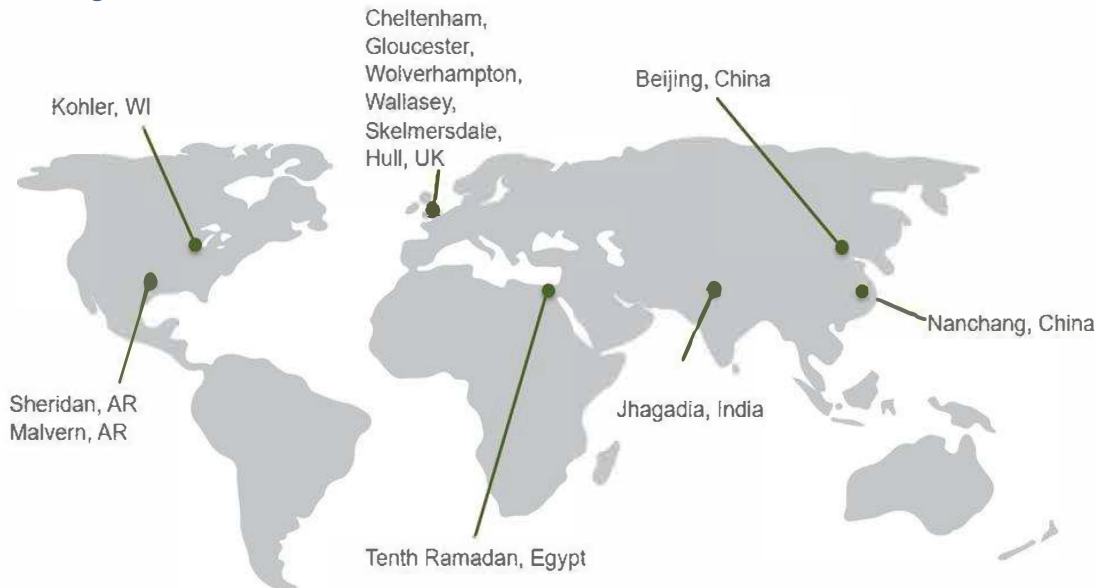 Cheltenham,
Gloucester,
Wolverhampton,
Wallasey,
Skelmersdale,
Hull, UK
Beijing, China
Kohler, WI
Nanchang, China
Sheridan, AR
Malvern, AR
Jhagadia, India
Tenth Ramadan, Egypt